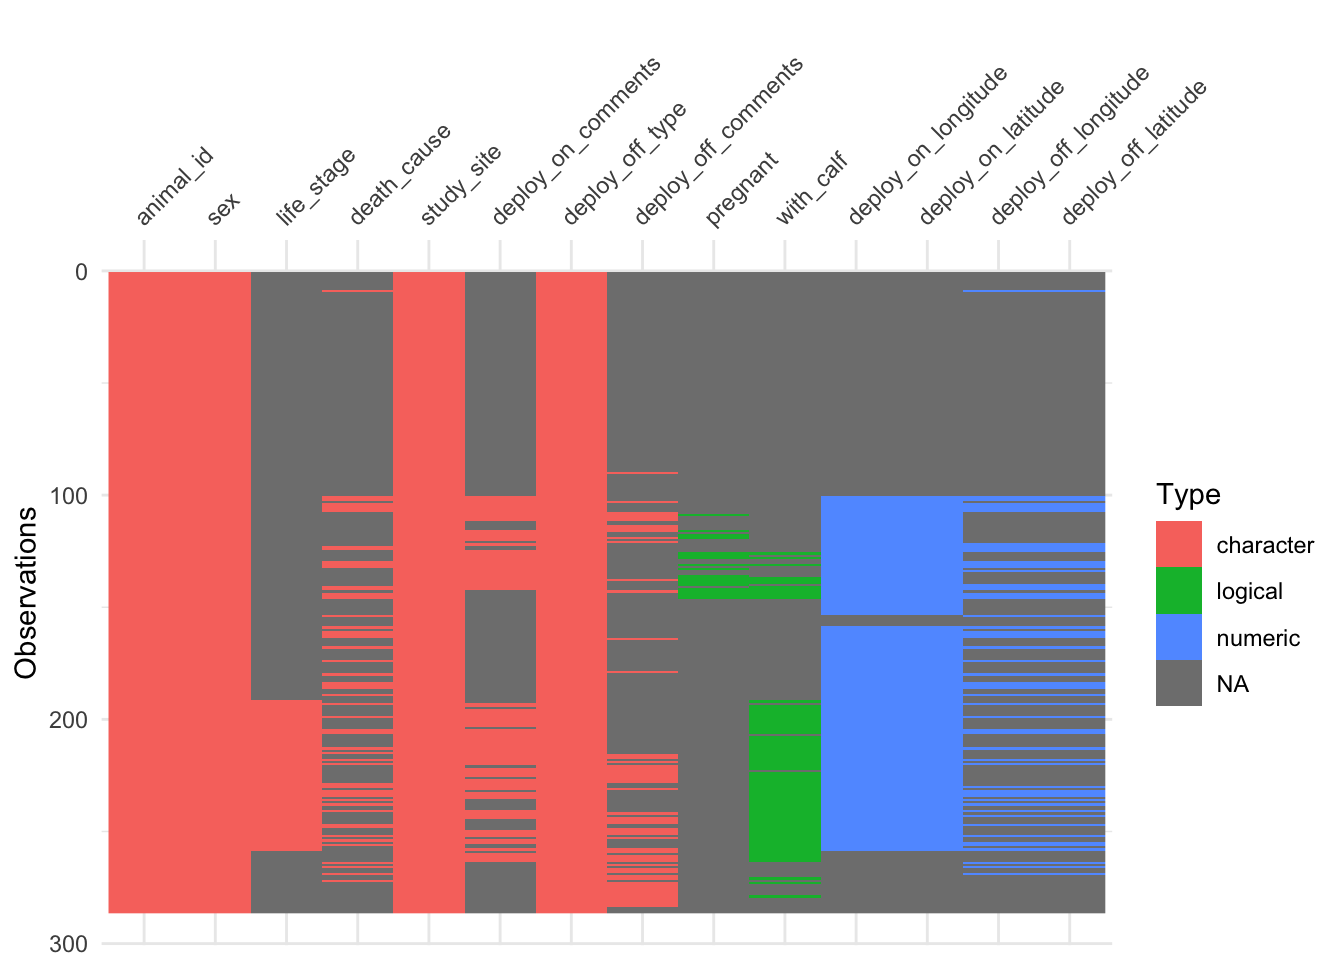 animal_id
sex
life_stage
death_cause
study_site
deploy_on_comments
deploy_off_type
deploy_off_comments
pregnant
with_calf
deploy_on_longitude
deploy_on_latitude
deploy_off_longitude
deploy_off_latitude
0
100
200
300
Observations
Type
character
logical
numeric
NA